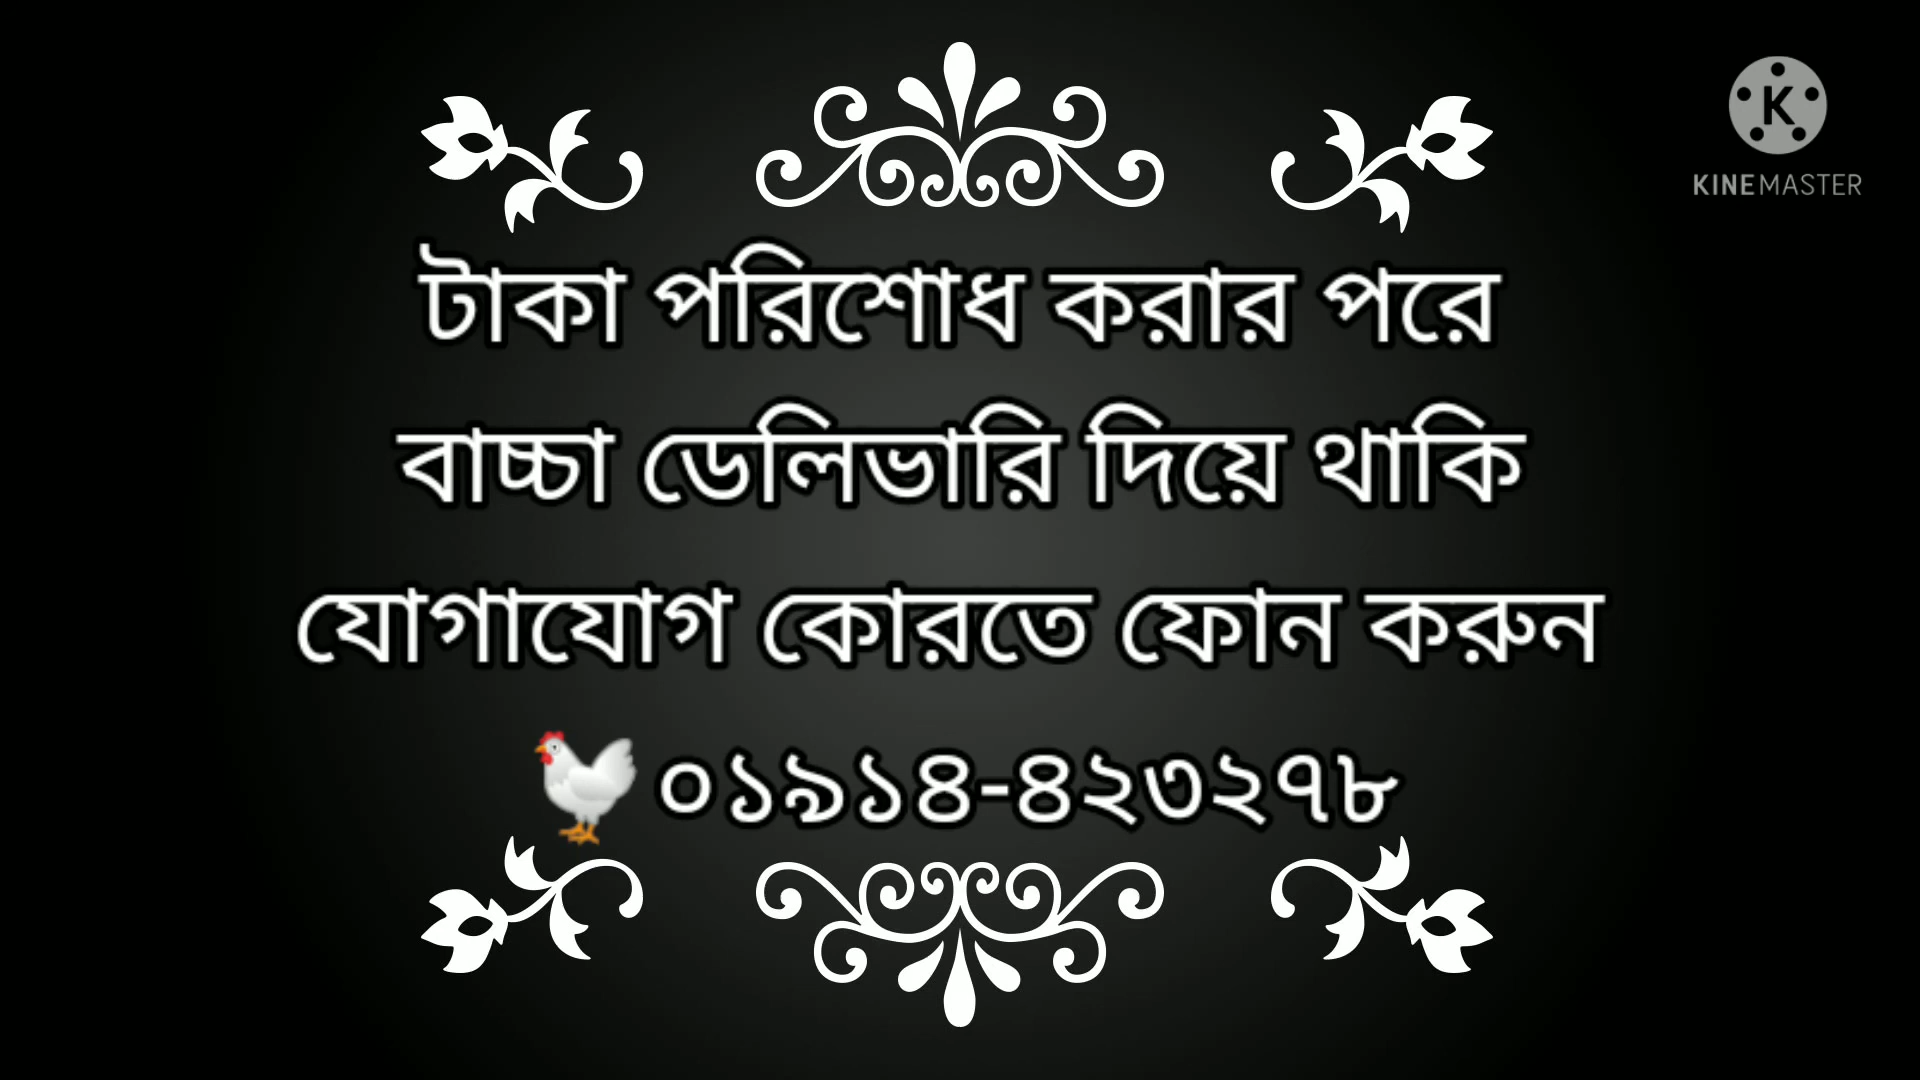 KINEMASTER
টাকা পরিশোধ করার পরে
বাচ্চা ডেলিভারি দিয়ে থাকি
যোগাযোগ কোরতে ফোন করুন
🐓০১৯১৪-৪২৩২৭৮